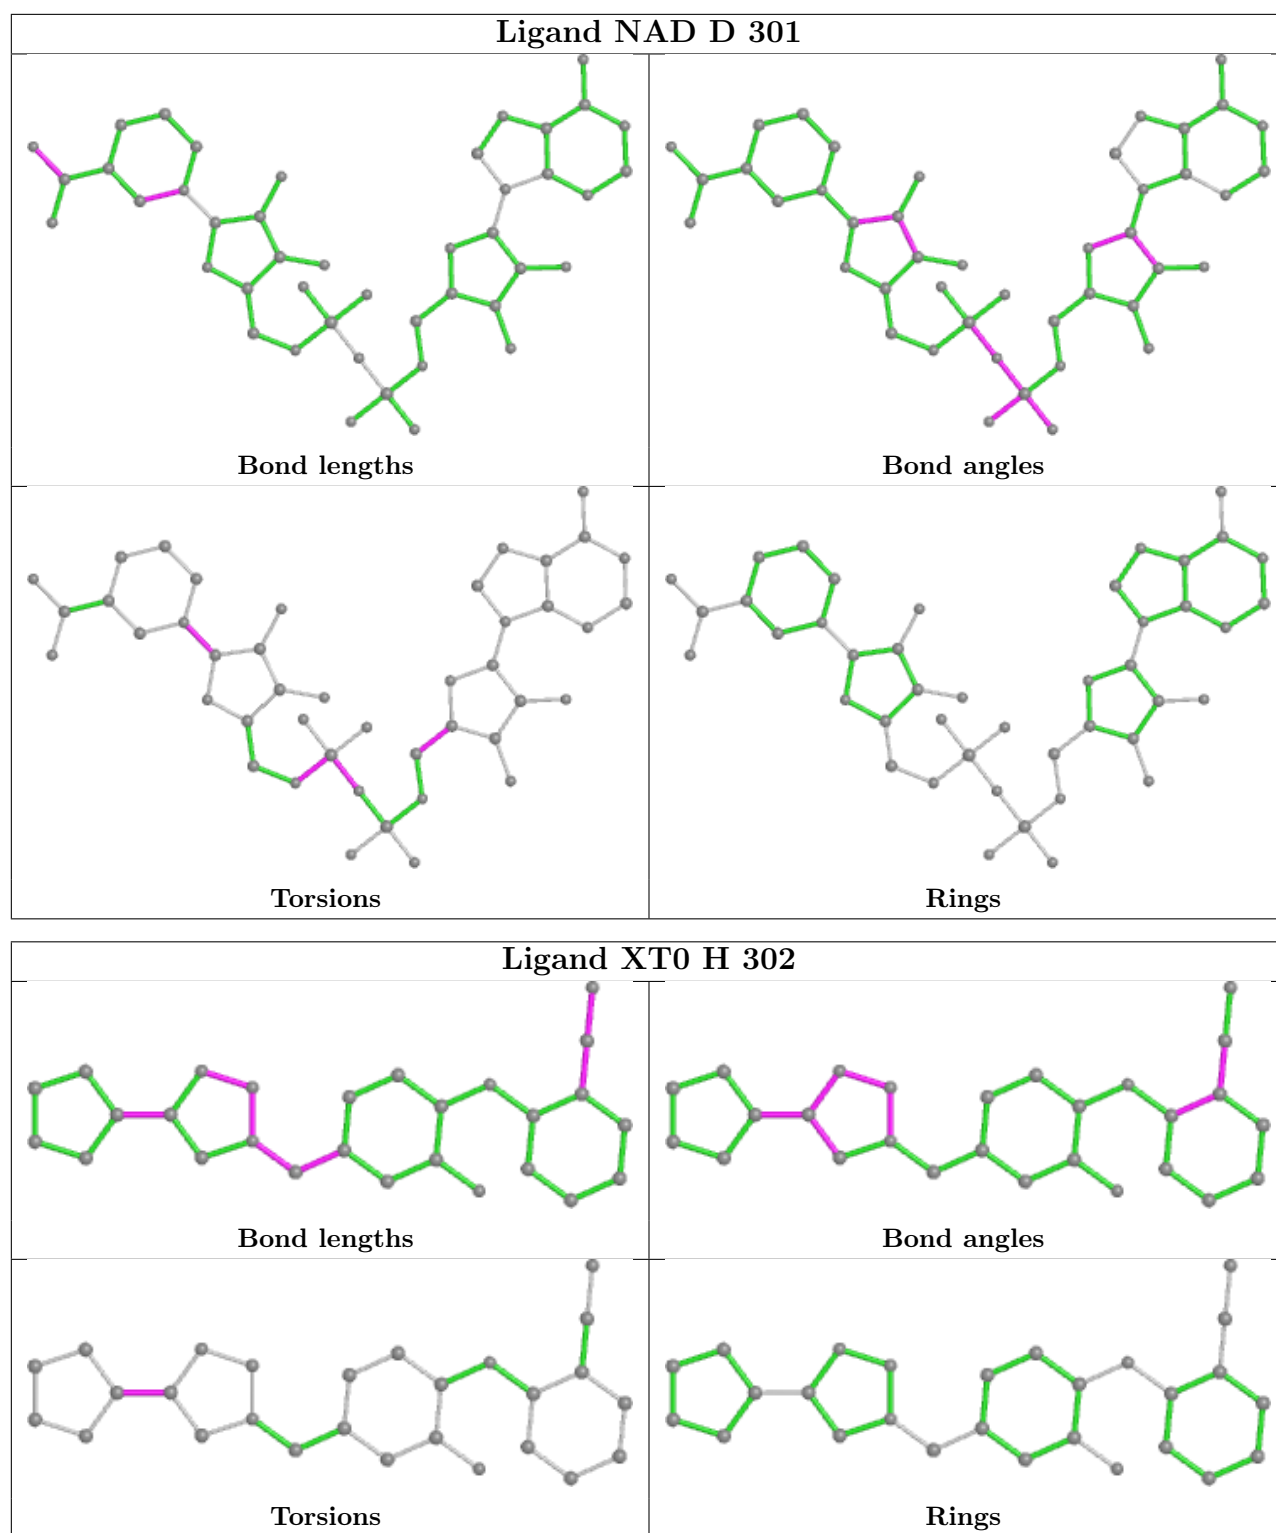 Ligand NAD D 301
Bond lengths
Bond angles
Torsions
Rings
Ligand XT0 H 302
Bond lengths
Bond angles
Torsions
Rings